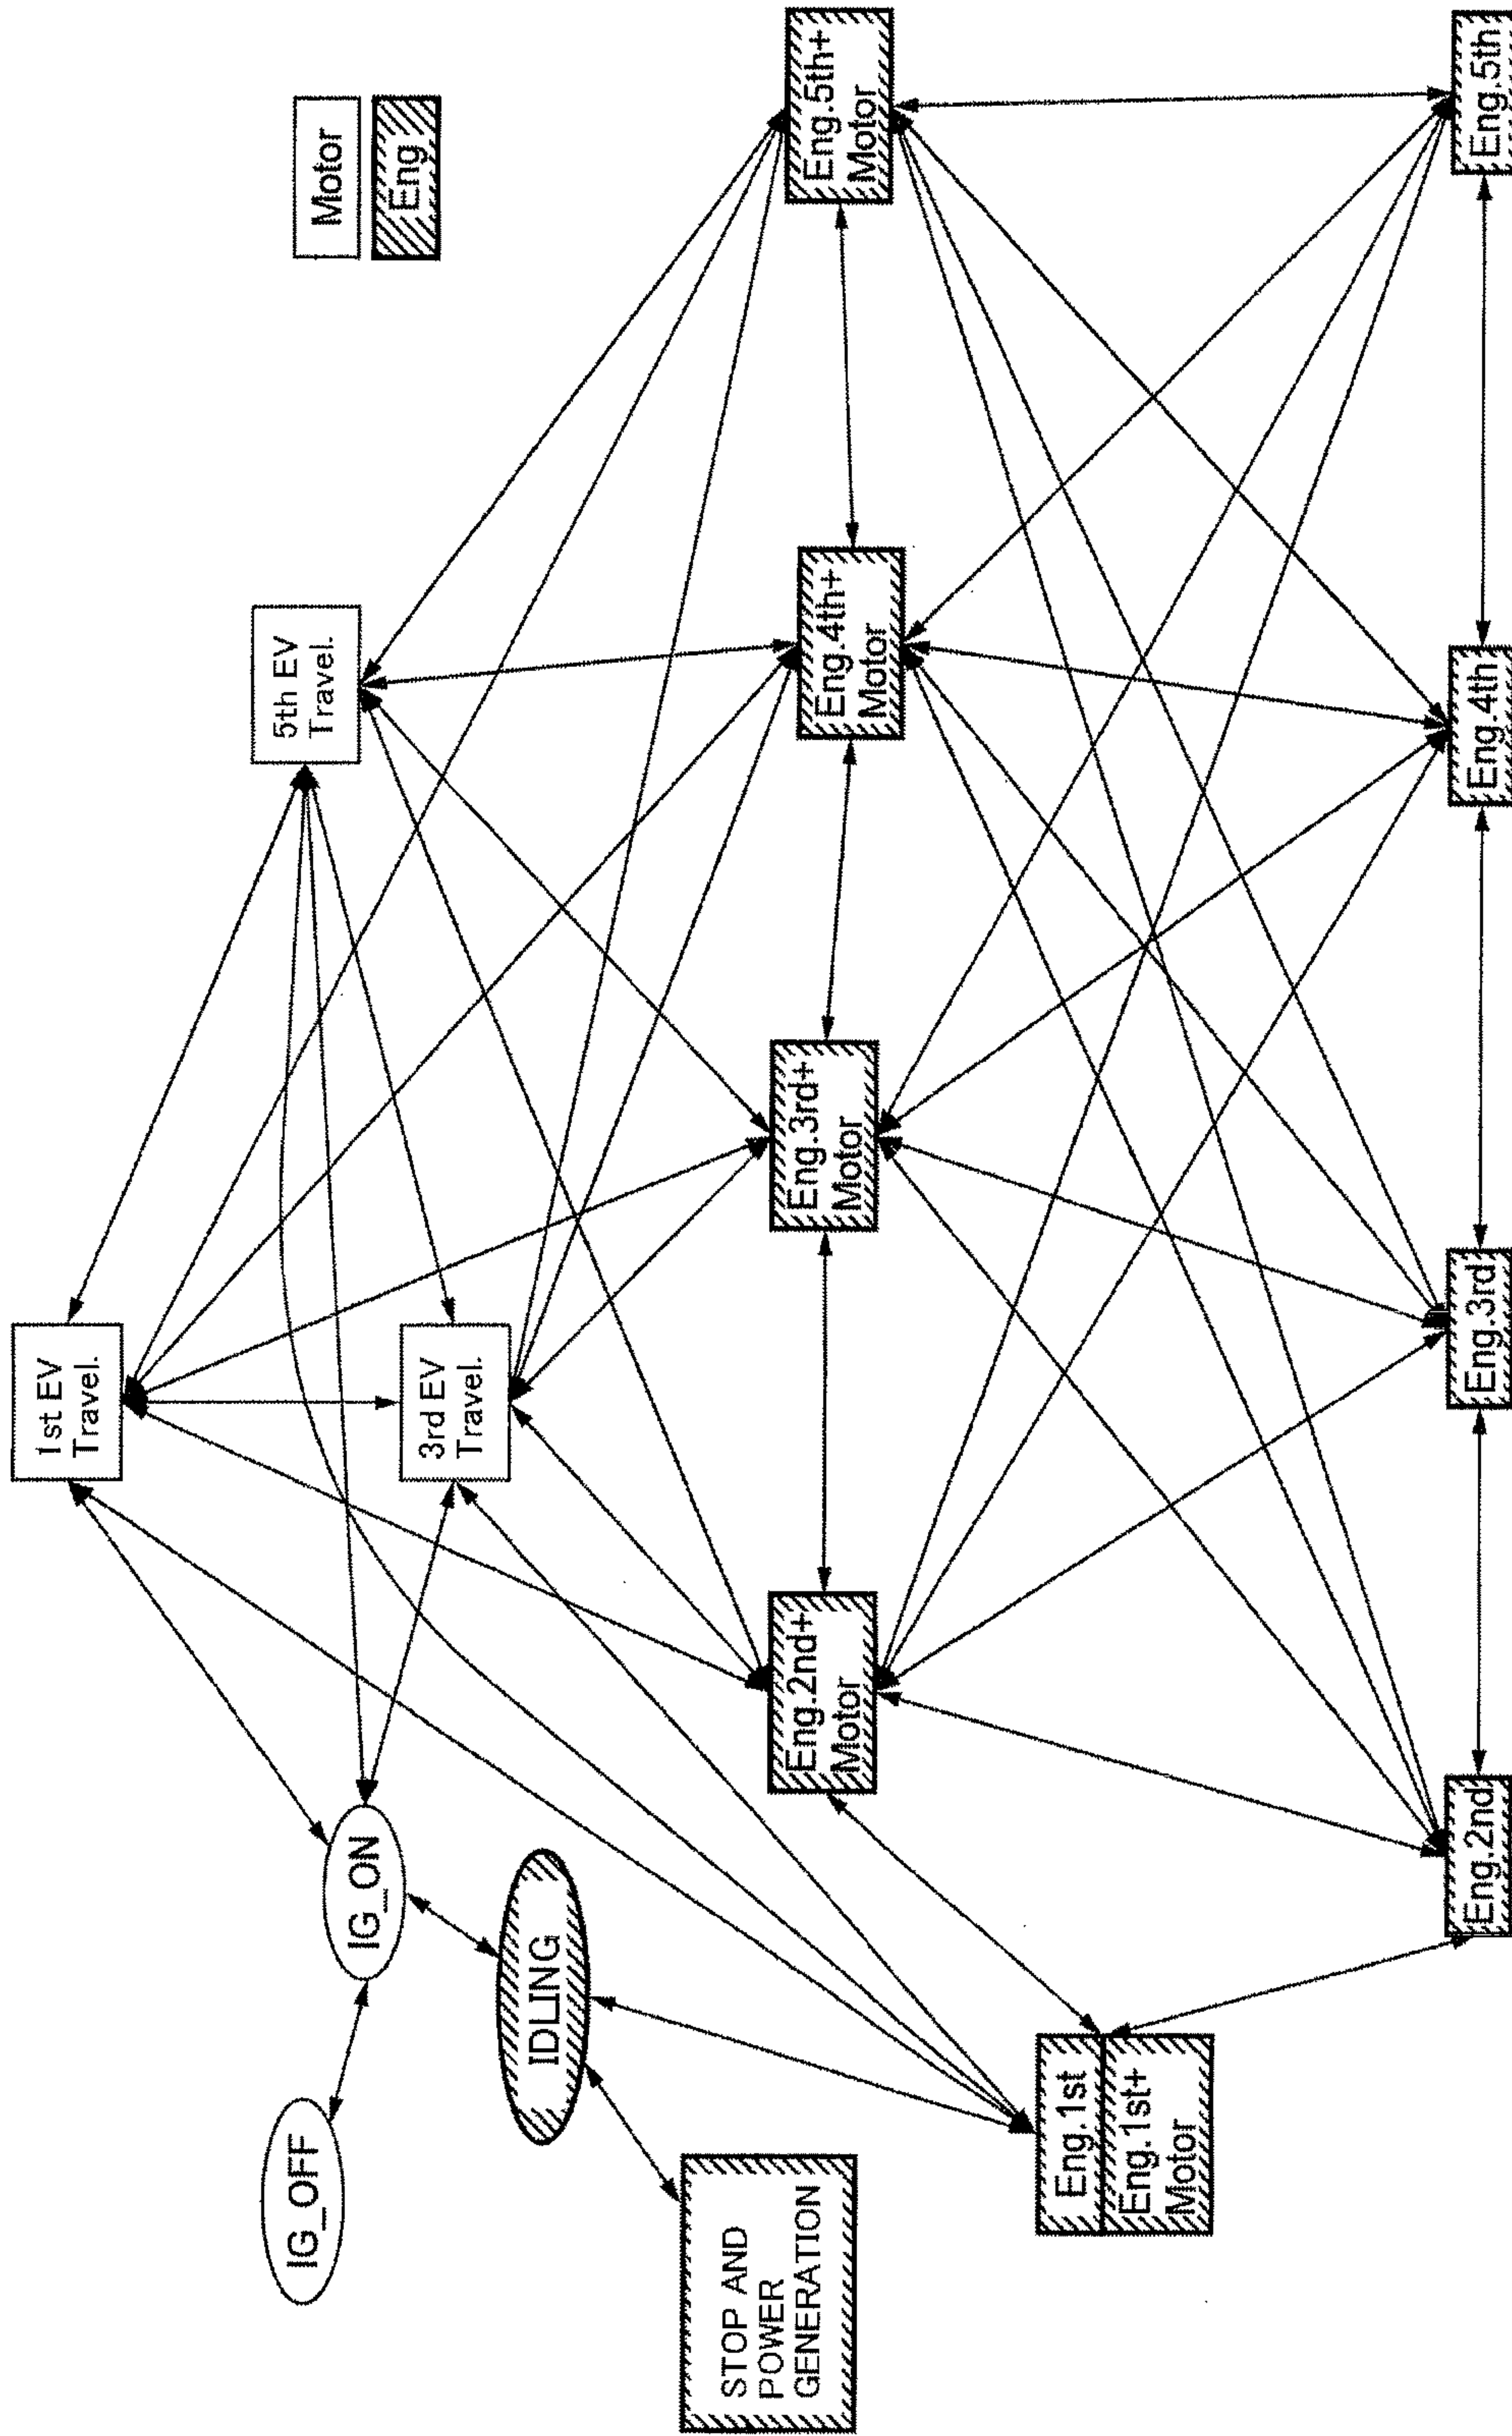 IG_OFF
IG_ON
IDLING
STOP AND
POWER
GENERATION
1st EV
Travel.
3rd EV
Travel.
5th EV
Travel.
Motor
Eng
Eng.1st
Eng.1st+
Motor
Eng.2nd+
Motor
Eng.3rd+
Motor
Eng.4th+
Motor
Eng.5th+
Motor
Eng.2nd
Eng.3rd
Eng.4th
Eng.5th